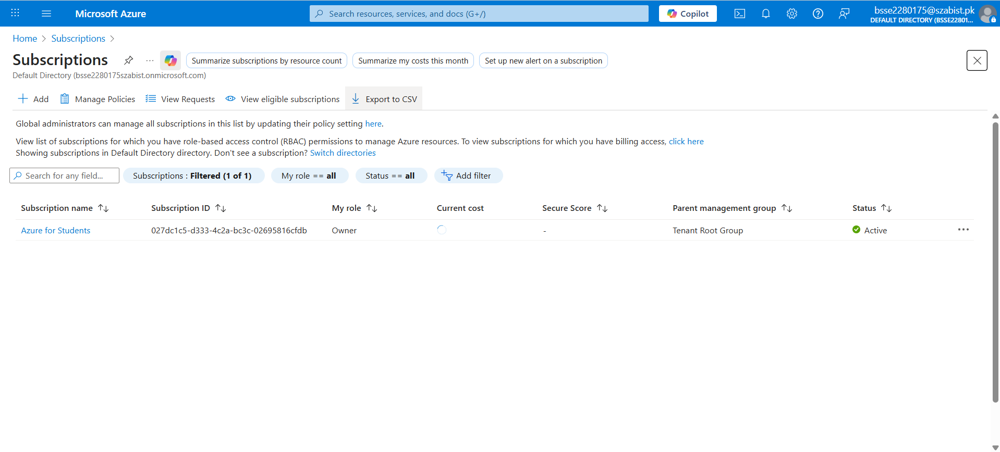 Microsoft Azure
Search resources, services, and docs (G+/)
Copilot
bsse2280175@szabist.pk
DEFAULT DIRECTORY (BSSE22801...
Home > Subscriptions >
Subscriptions
...
Summarize subscriptions by resource count
Summarize my costs this month
Set up new alert on a subscription
Default Directory (bsse2280175szabist.onmicrosoft.com)
Add
Manage Policies
View Requests
View eligible subscriptions
Export to CSV
Global administrators can manage all subscriptions in this list by updating their policy setting here.
View list of subscriptions for which you have role-based access control (RBAC) permissions to manage Azure resources. To view subscriptions for which you have billing access, click here
Showing subscriptions in Default Directory directory. Don't see a subscription? Switch directories
Search for any field...
Subscriptions : Filtered (1 of 1)
My role == all
Status == all
Add filter
Subscription name ↑↓ Subscription ID ↑↓ My role ↑↓ Current cost Secure Score ↑↓ Parent management group ↑↓ Status ↑↓
Azure for Students 027dc1c5-d333-4c2a-bc3c-02695816cfdb Owner - Tenant Root Group Active ...